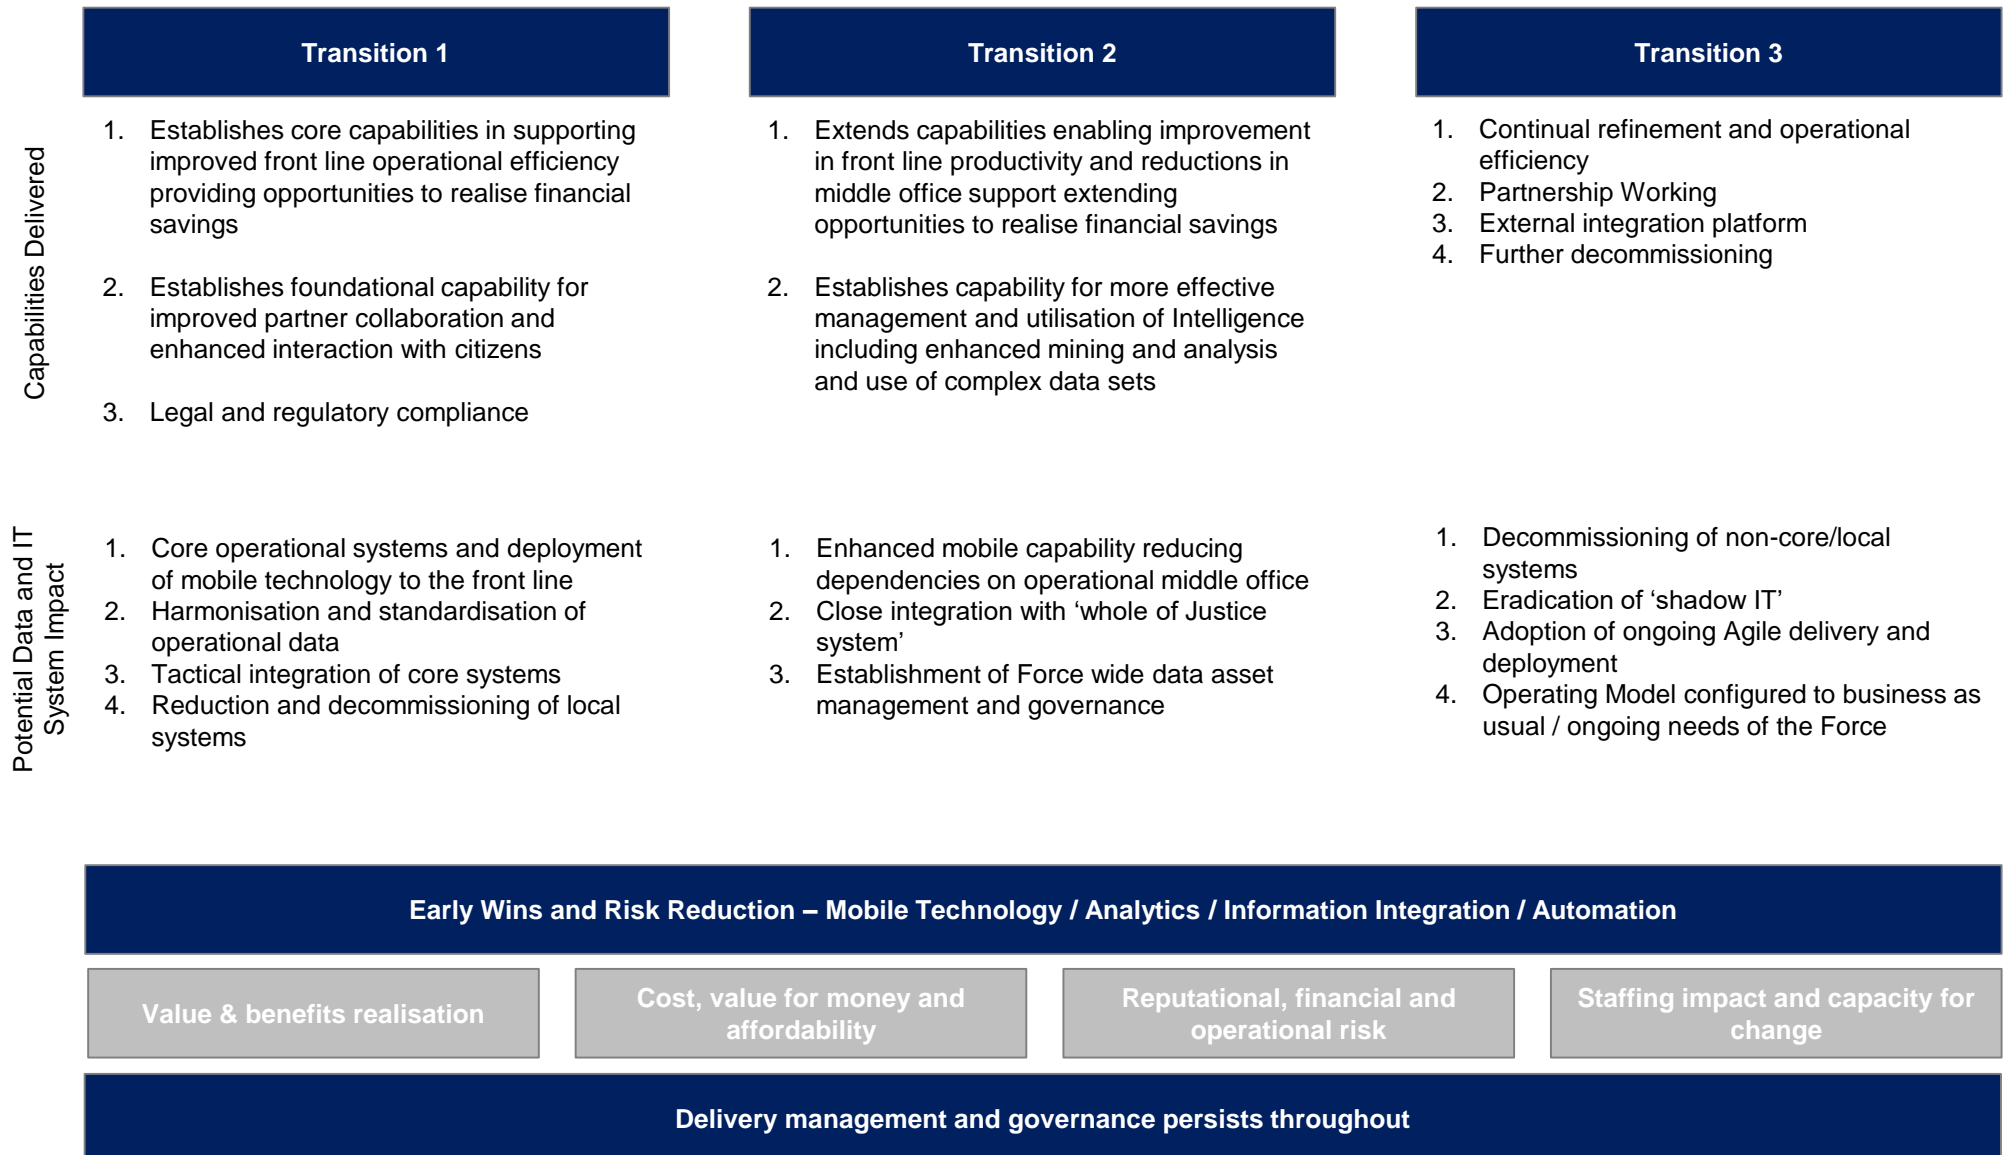 Transition 1
Transition 2
Transition 3
Capabilities Delivered
1. Establishes core capabilities in supporting
improved front line operational efficiency
providing opportunities to realise financial
savings
2. Establishes foundational capability for
improved partner collaboration and
enhanced interaction with citizens
3. Legal and regulatory compliance
1. Extends capabilities enabling improvement
in front line productivity and reductions in
middle office support extending
opportunities to realise financial savings
2. Establishes capability for more effective
management and utilisation of Intelligence
including enhanced mining and analysis
and use of complex data sets
1. Continual refinement and operational
efficiency
2. Partnership Working
3. External integration platform
4. Further decommissioning
Potential Data and IT
System Impact
1. Core operational systems and deployment
of mobile technology to the front line
2. Harmonisation and standardisation of
operational data
3. Tactical integration of core systems
4. Reduction and decommissioning of local
systems
1. Enhanced mobile capability reducing
dependencies on operational middle office
2. Close integration with ‘whole of Justice
system’
3. Establishment of Force wide data asset
management and governance
1. Decommissioning of non-core/local
systems
2. Eradication of ‘shadow IT’
3. Adoption of ongoing Agile delivery and
deployment
4. Operating Model configured to business as
usual / ongoing needs of the Force
Early Wins and Risk Reduction – Mobile Technology / Analytics / Information Integration / Automation
Value & benefits realisation
Cost, value for money and
affordability
Reputational, financial and
operational risk
Staffing impact and capacity for
change
Delivery management and governance persists throughout